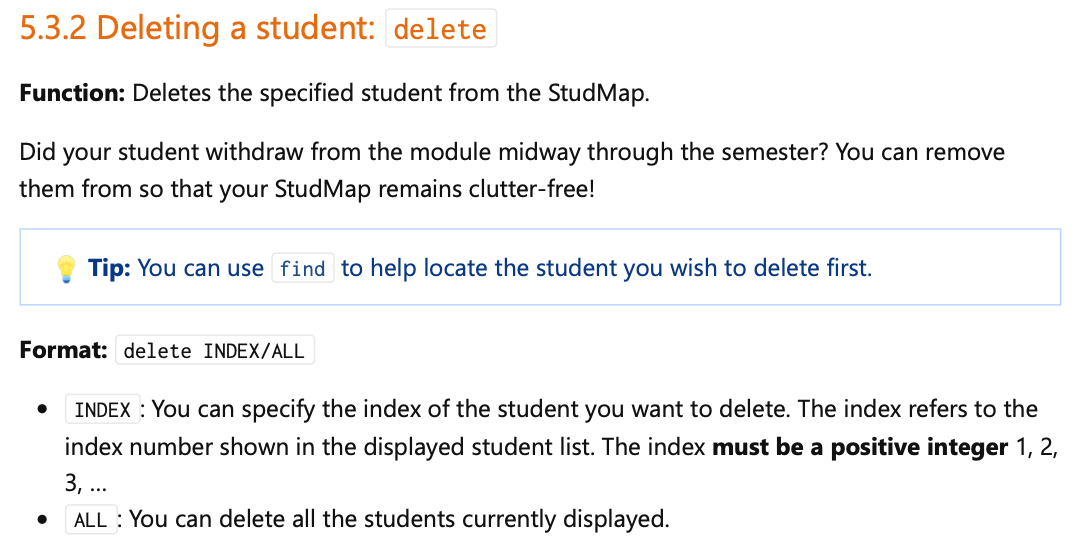 5.3.2 Deleting a student: delete
Function: Deletes the specified student from the StudMap.
Did your student withdraw from the module midway through the semester? You can remove
them from so that your StudMap remains clutter-free!
Tip: You can use find to help locate the student you wish to delete first.
Format: delete INDEX/ALL
• INDEX : You can specify the index of the student you want to delete. The index refers to the
index number shown in the displayed student list. The index must be a positive integer 1, 2,
3, ...
• ALL : You can delete all the students currently displayed.